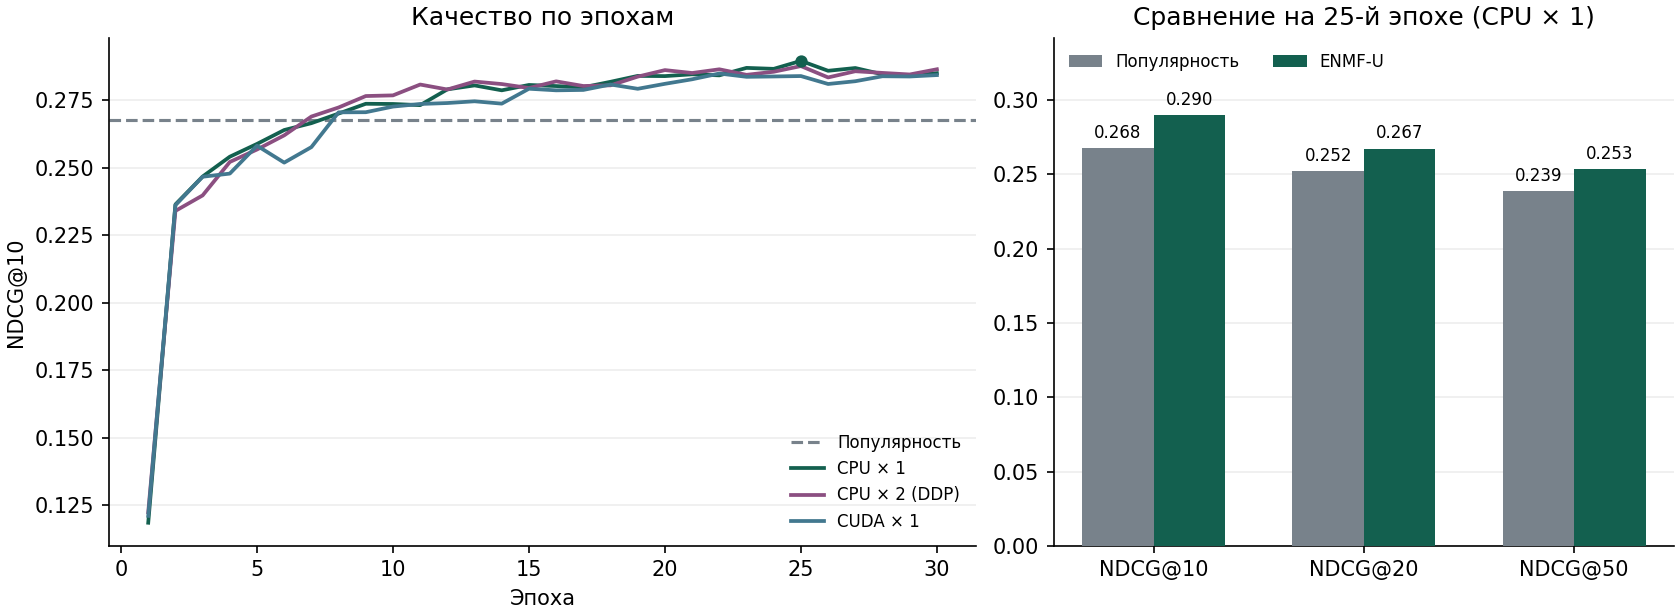 Качество по эпохам
NDCG@10
0.275
0.250
0.225
0.200
0.175
0.150
0.125
0
5
10
15
20
25
30
Эпоха
Популярность
CPU × 1
CPU × 2 (DDP)
CUDA × 1
Сравнение на 25-й эпохе (CPU × 1)
Популярность
ENMF-U
0.30
0.25
0.20
0.15
0.10
0.05
0.00
0.268
0.290
0.252
0.267
0.239
0.253
NDCG@10
NDCG@20
NDCG@50